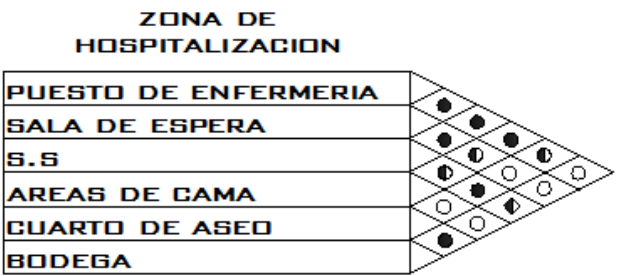 ZONA DE
HOSPITALIZACION
PUESTO DE ENFERMERIA
SALA DE ESPERA
S.S
AREAS DE CAMA
CUARTO DE ASEO
BODEGA